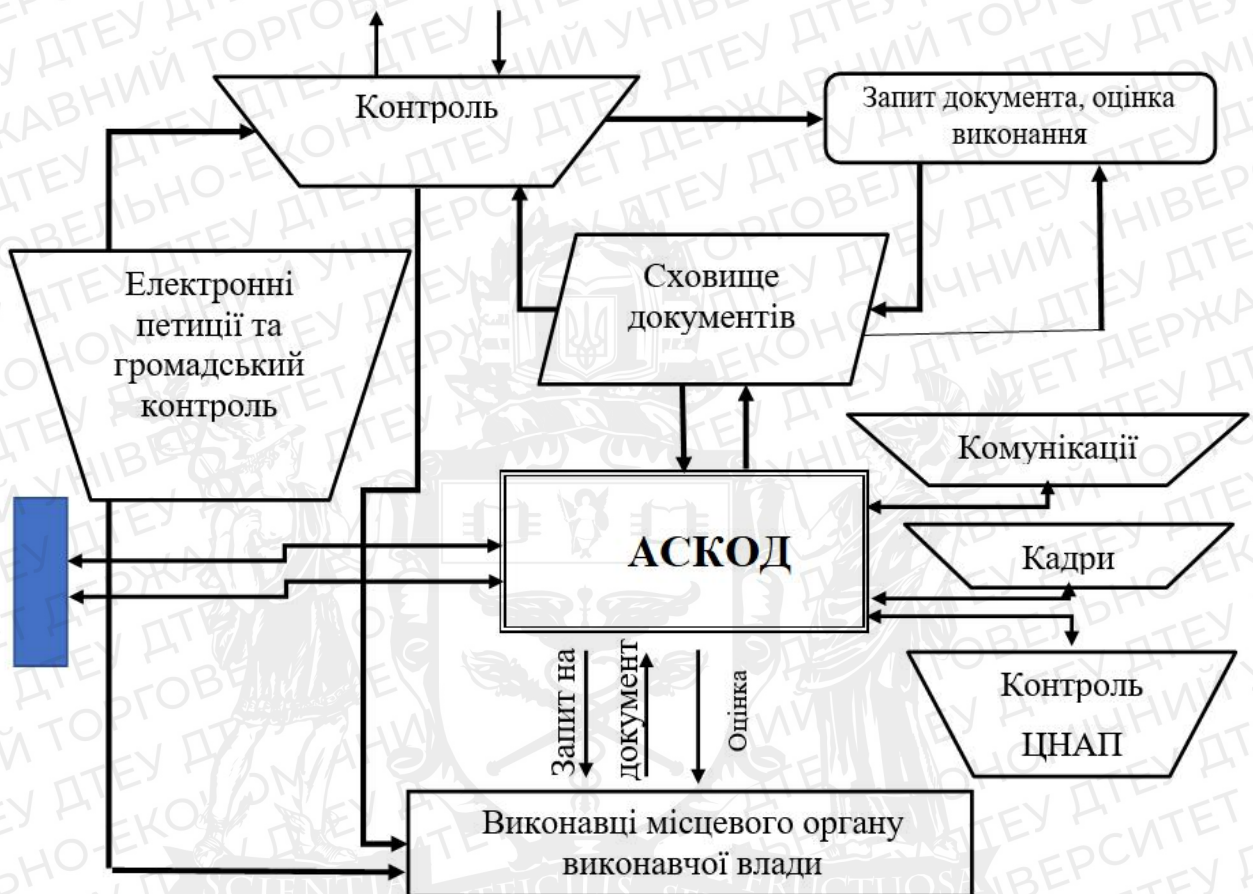 Контроль
Запит документа, оцінка
виконання
Електронні
петиції та
громадський
контроль
Сховище
документів
Комунікації
АСКОД
Кадри
Контроль
ЦНАП
Запит на
документ
Оцінка
Виконавці місцевого органу
виконавчої влади